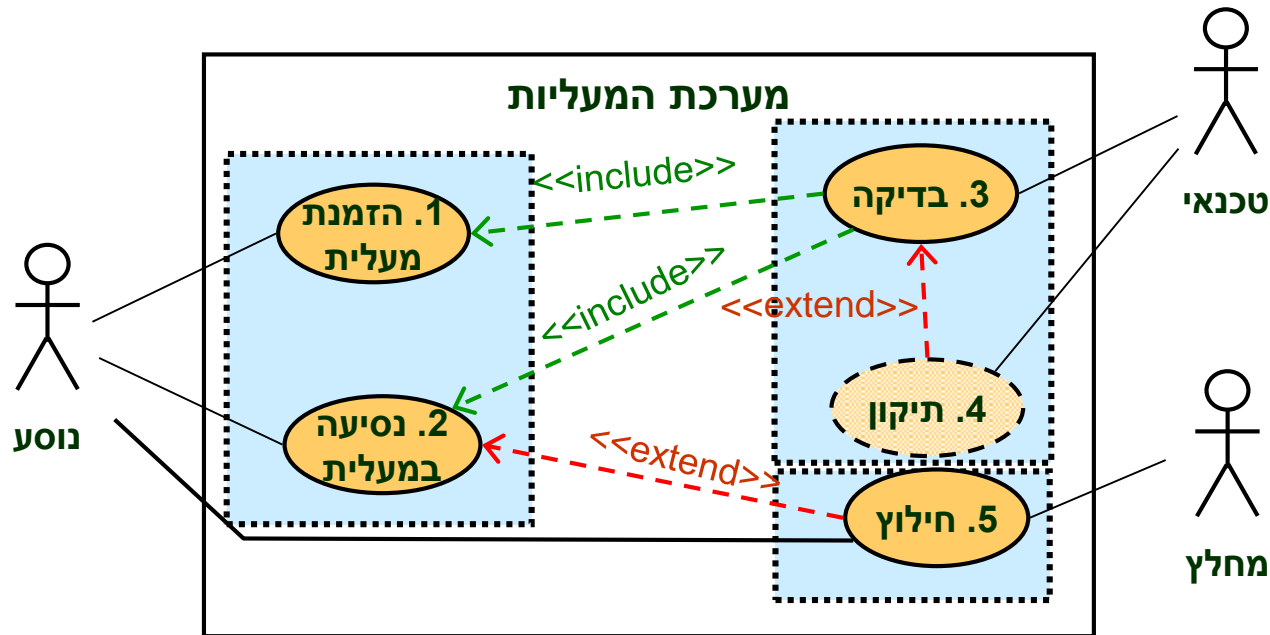 מערכת המעליות
<<include>>
1. הזמנת
מעלית
3. בדיקה
טכנאי
<<include>>
<<extend>>
נוסע
2. נסיעה
במעלית
4. תיקון
<<extend>>
5. חילוץ
מחלץ